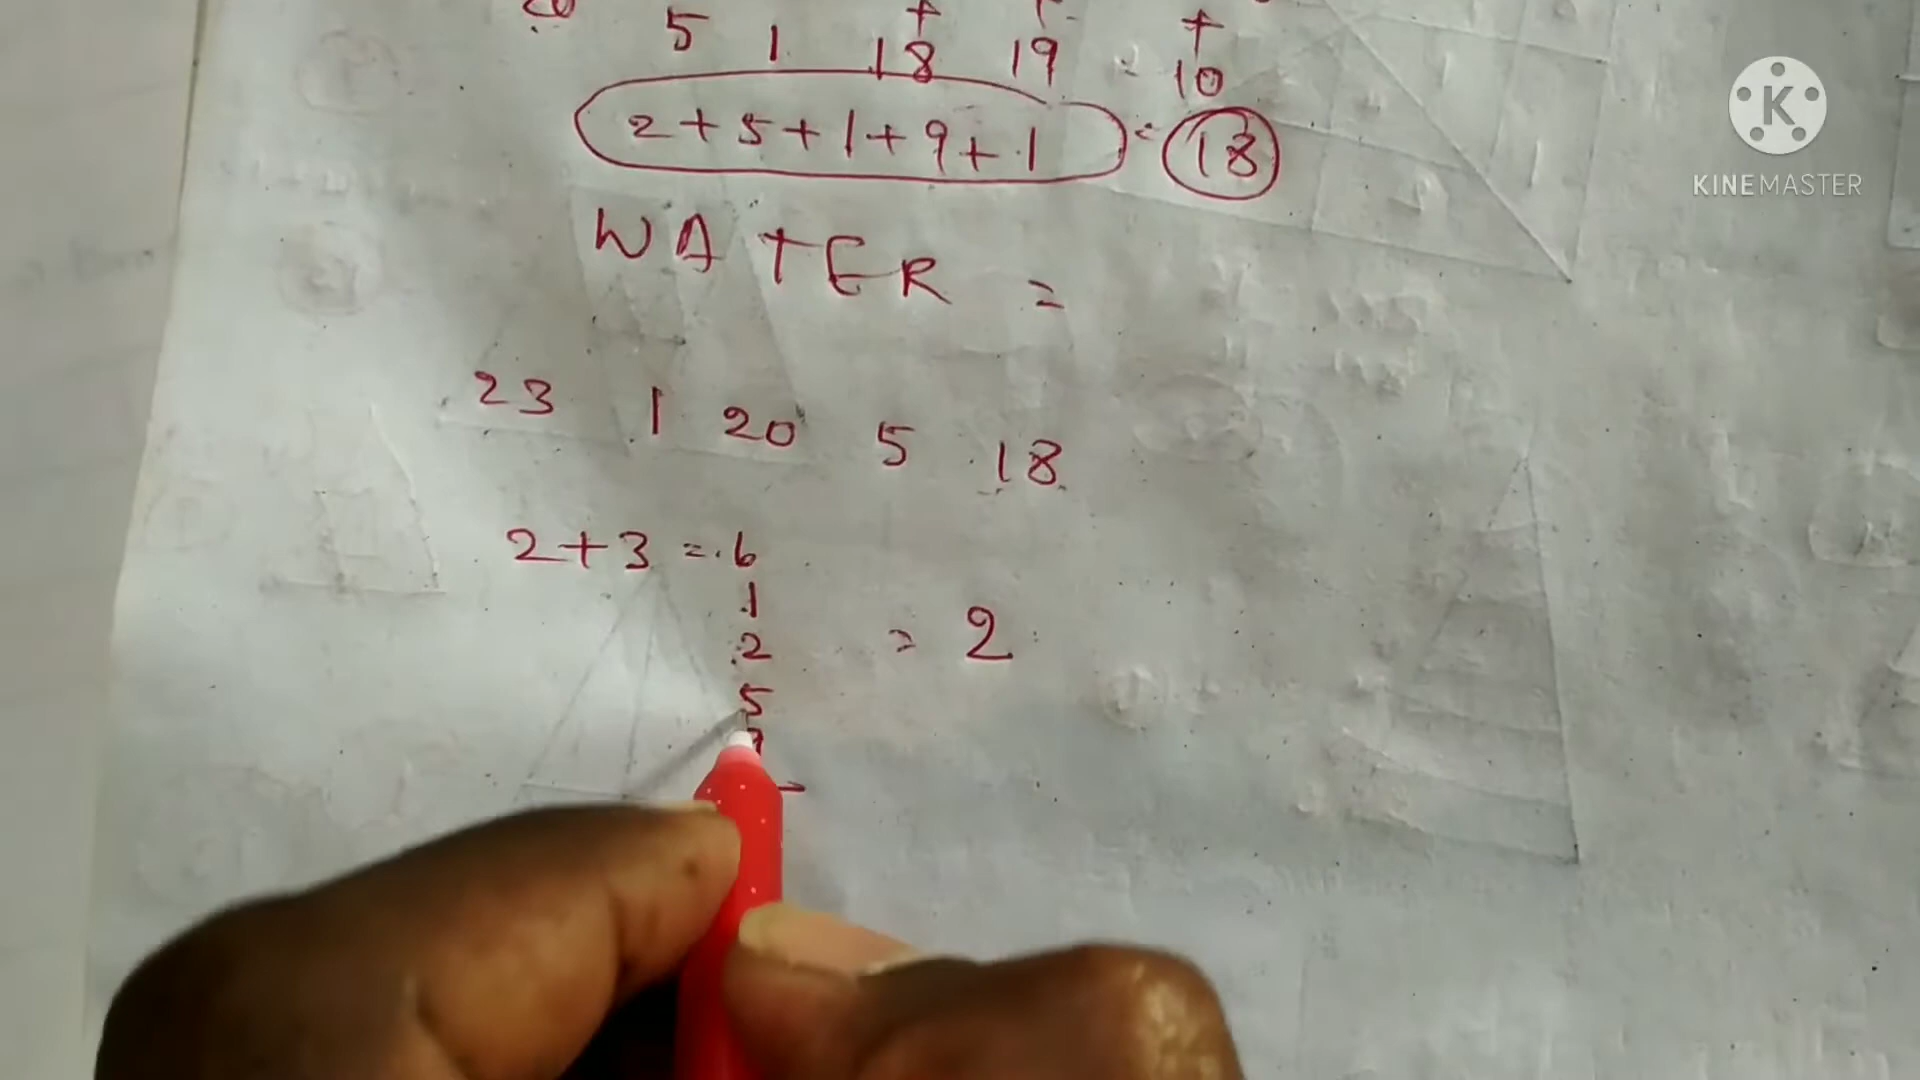 5 1 18 19 = 10
2+5+1+9+1 = 18
KINEMASTER
WATER =
23 1 20 5 18
2+3 = 6
1
2 = 2
5
9